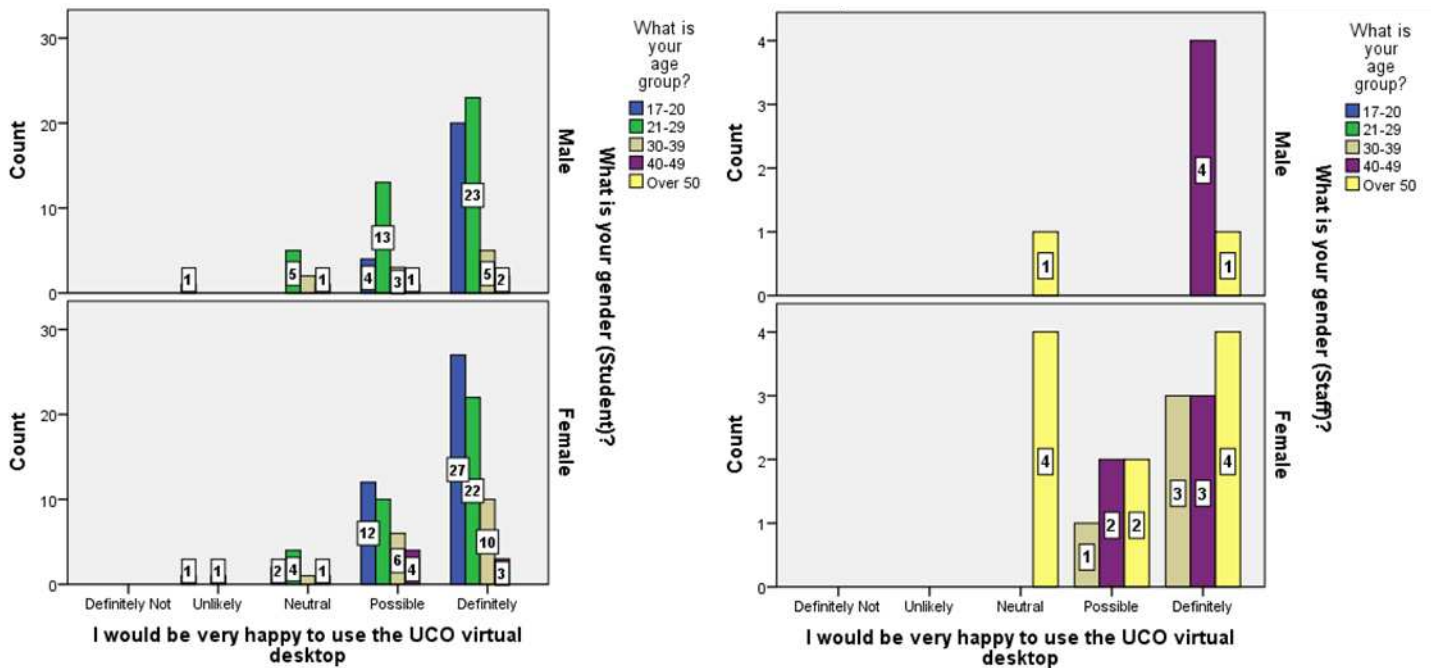 30
20
10
0
Count
1
5
1
4
13
3
1
23
5
2
Male
30
20
10
0
Count
1
1
2
4
1
12
6
4
27
22
10
3
Female
What is your gender (Student)?
Definitely Not
Unlikely
Neutral
Possible
Definitely
I would be very happy to use the UCO virtual
desktop
What is
your
age
group?
17-20
21-29
30-39
40-49
Over 50
4
3
2
1
0
Count
1
4
1
Male
4
3
2
1
0
Count
4
1
2
2
3
3
4
Female
What is your gender (Staff)?
Definitely Not
Unlikely
Neutral
Possible
Definitely
I would be very happy to use the UCO virtual
desktop
What is
your
age
group?
17-20
21-29
30-39
40-49
Over 50